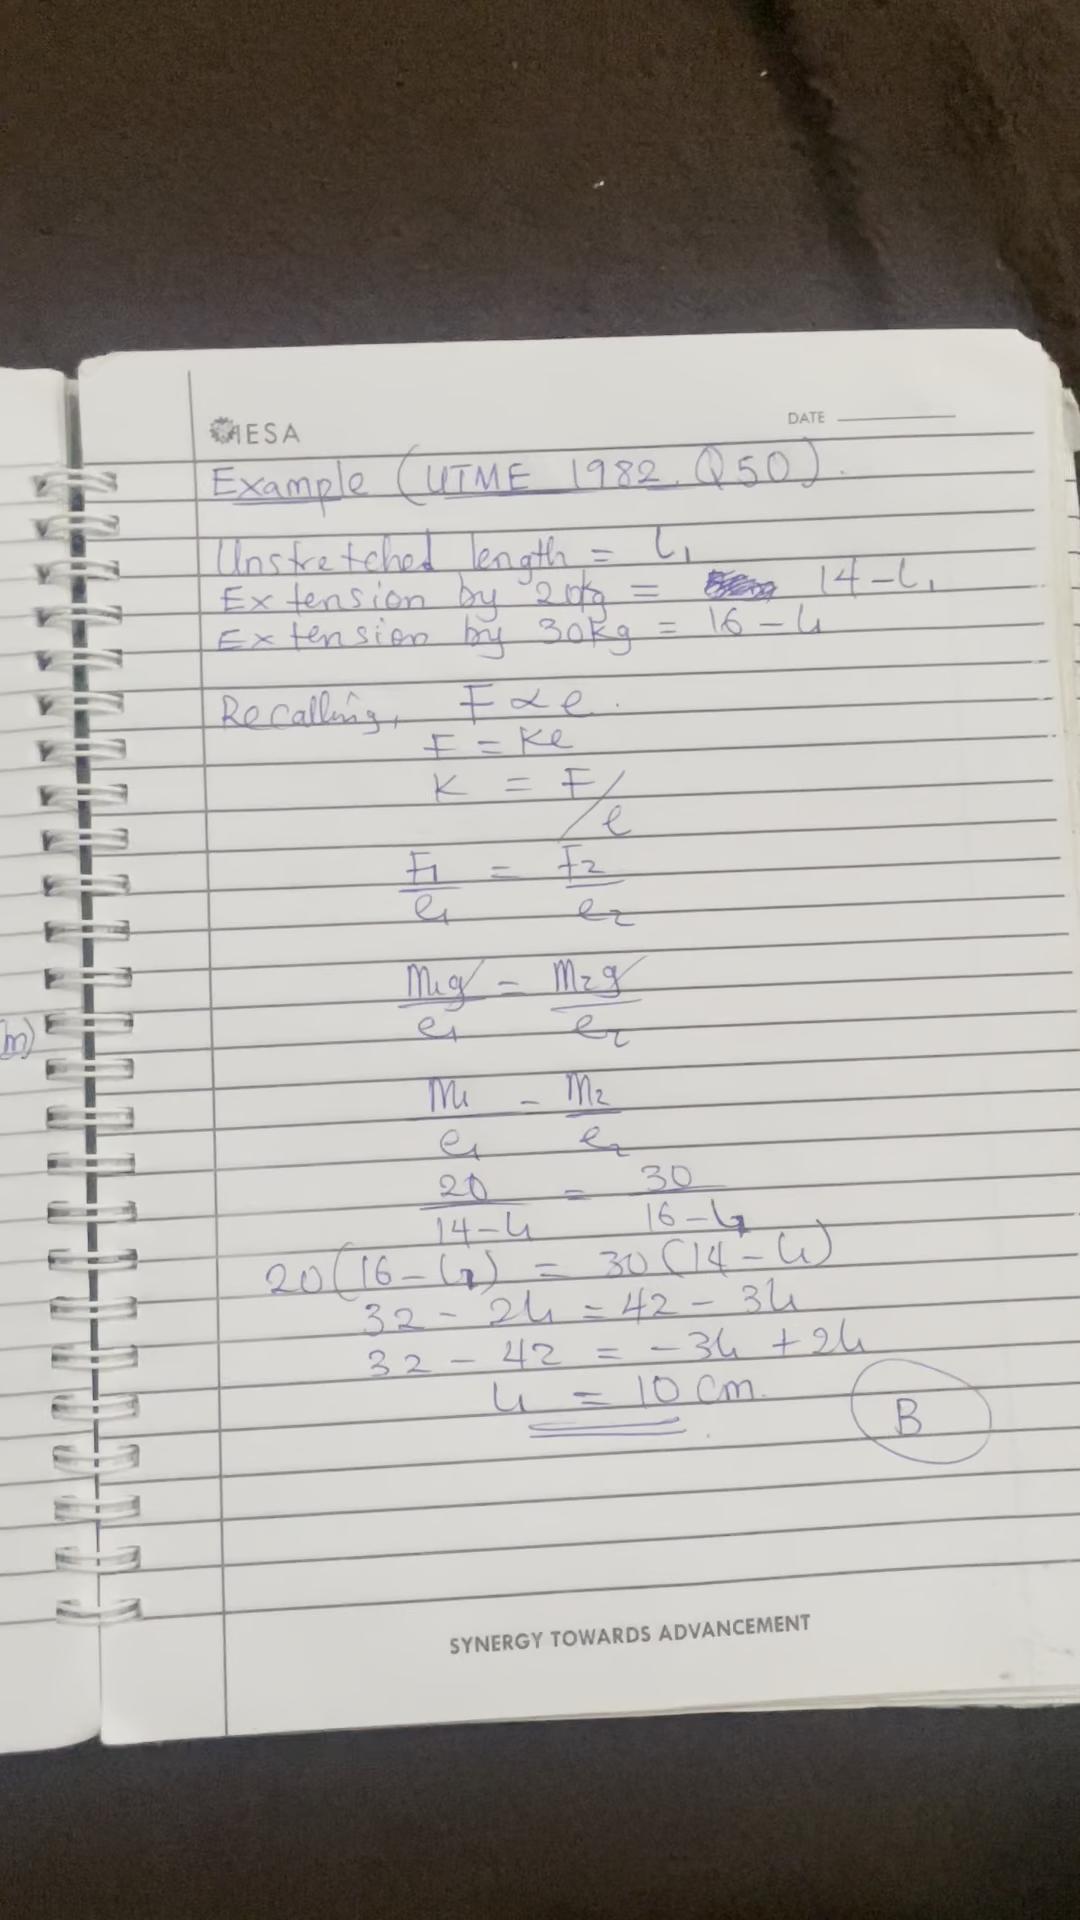 AESA
DATE
Example (UTME 1982. Q50).
Unstretched length = L₁
Extension by 20kg = 14-L₁
Extension by 30kg = 16-L₁
Recalling, F ∝ e.
F = Ke
K = F/e
F₁/e₁ = F₂/e₂
M₁g/e₁ = M₂g/e₂
(m)
M₁/e₁ = M₂/e₂
20/14-L₁ = 30/16-L₁
20(16-L₁) = 30(14-L₁)
32 - 2L₁ = 42 - 3L₁
32 - 42 = -3L₁ + 2L₁
L₁ = 10 cm.
B
SYNERGY TOWARDS ADVANCEMENT